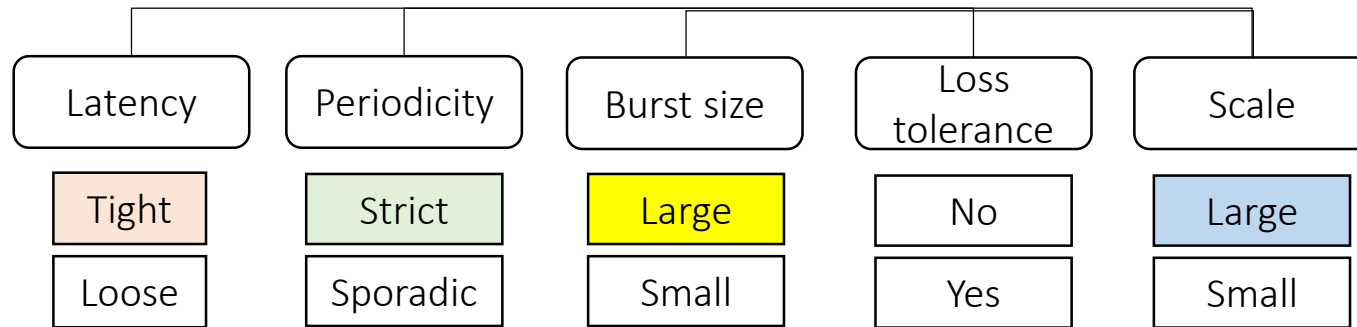 Latency
Periodicity
Burst size
Loss
tolerance
Scale
Tight
Strict
Large
No
Large
Loose
Sporadic
Small
Yes
Small